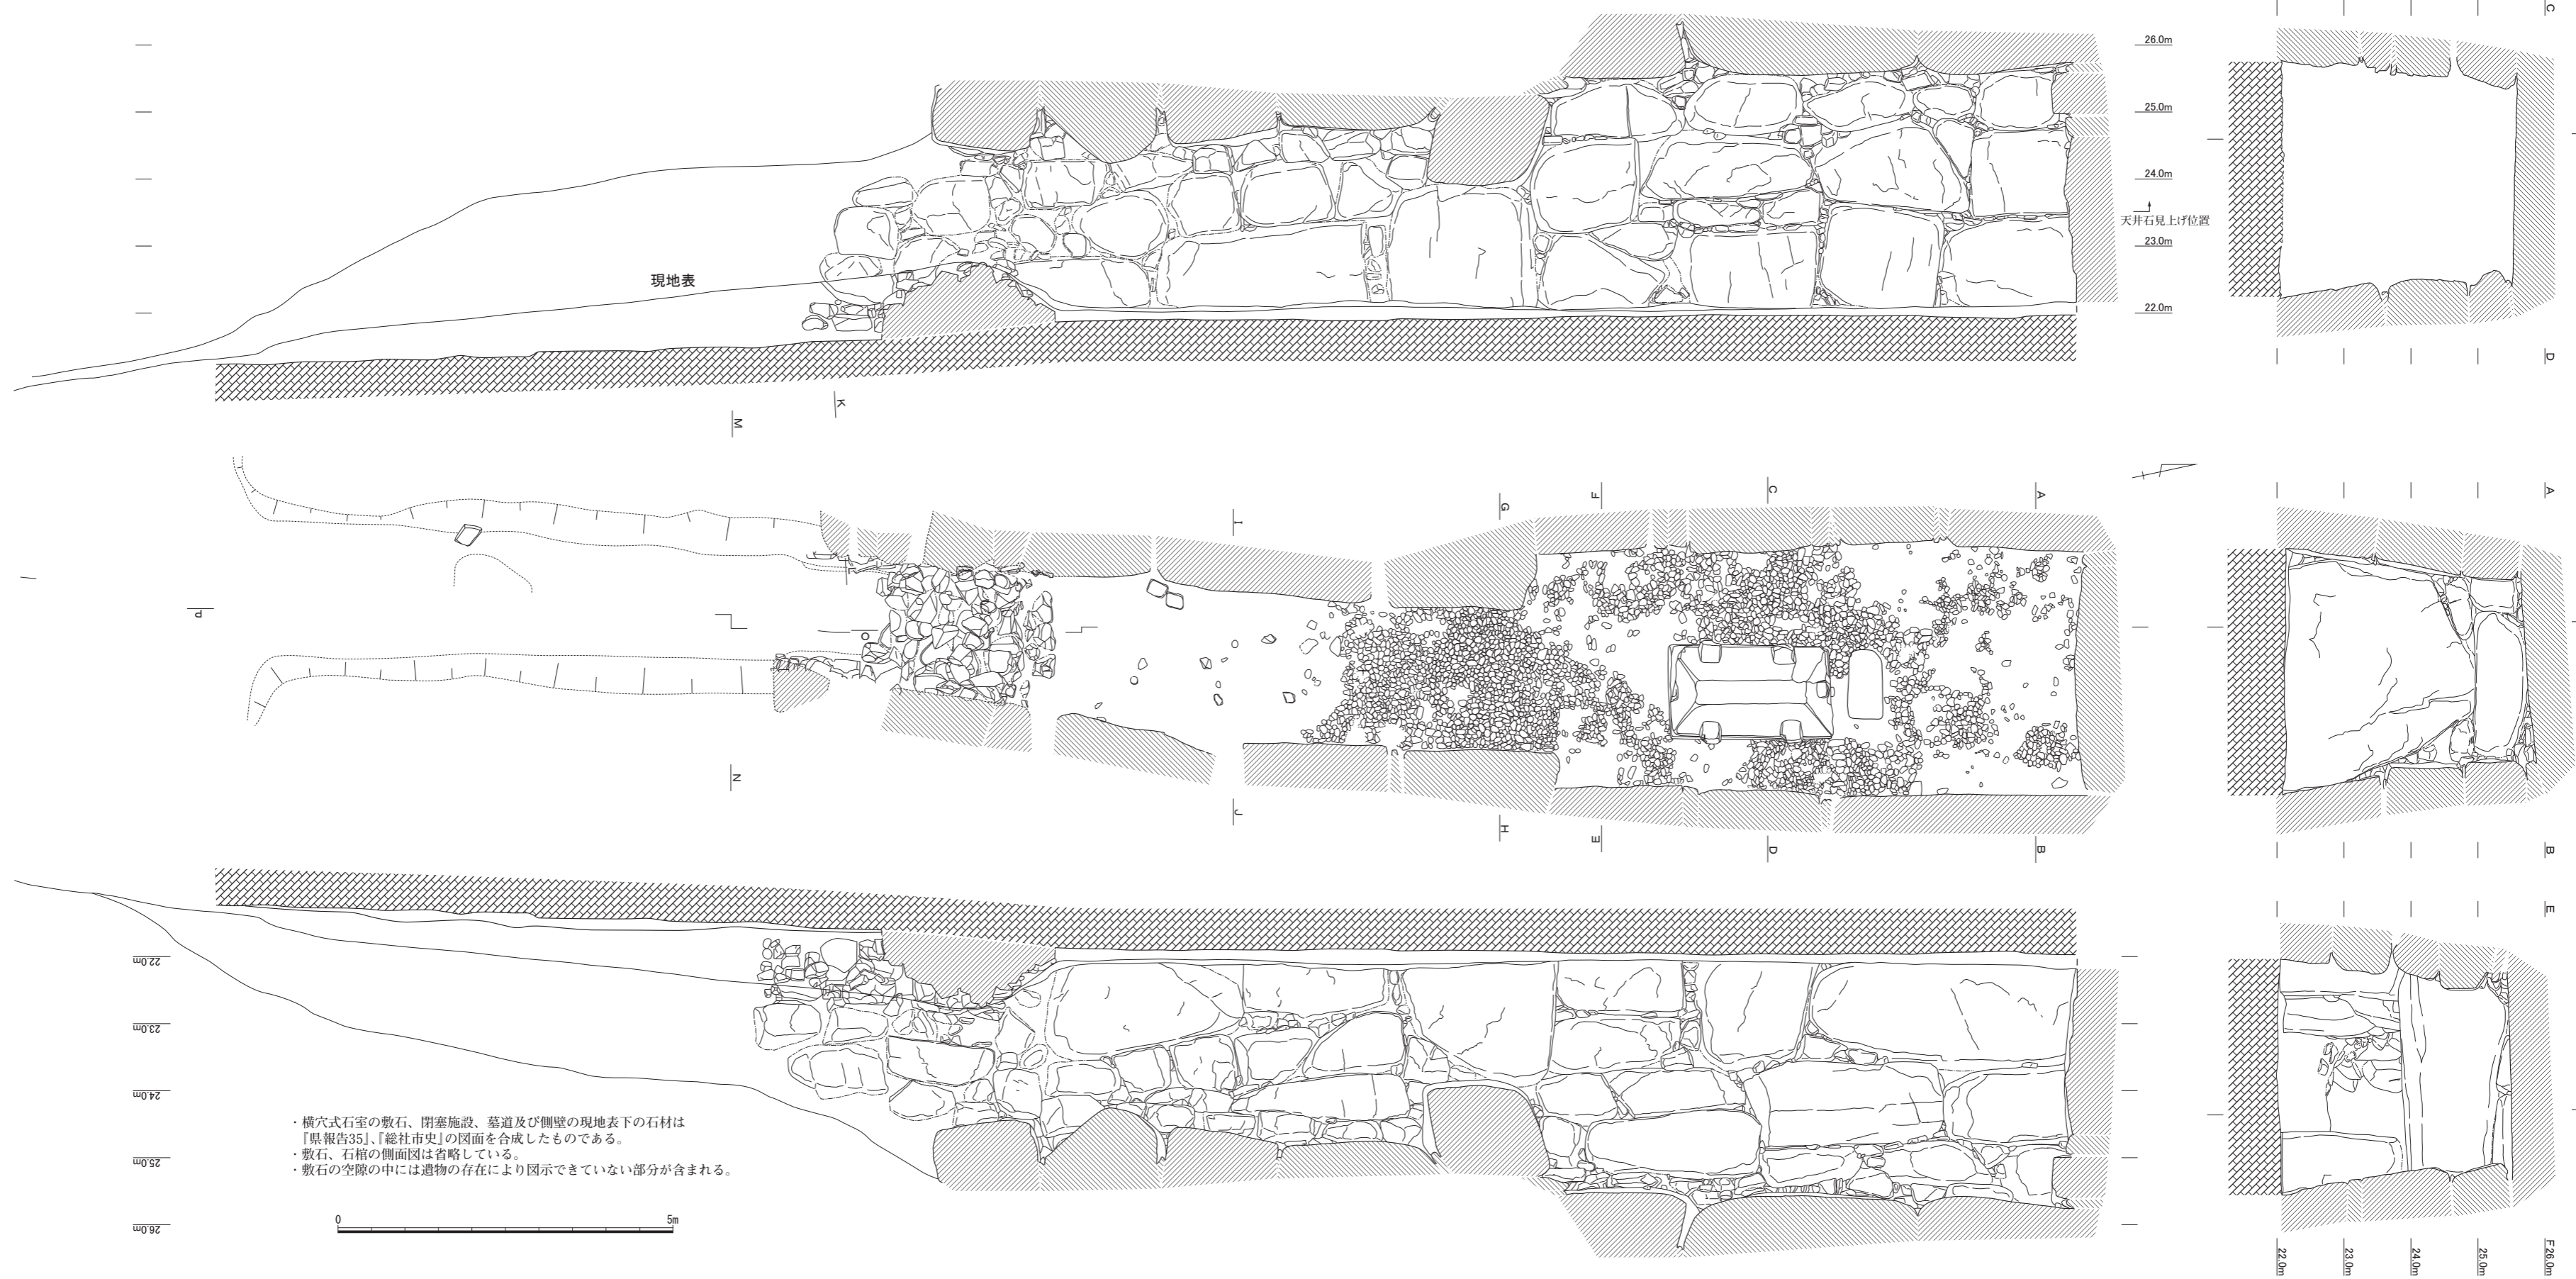 C
26.0m
25.0m
24.0m
天井石見上げ位置
23.0m
22.0m
現地表
D
K
M
A
A
C
F
G
I
L
P
O
N
J
H
E
D
B
B
E
22.0m
23.0m
24.0m
25.0m
26.0m
・横穴式石室の敷石、閉塞施設、墓道及び側壁の現地表下の石材は
『県報告35』、『総社市史』の図面を合成したものである。
・敷石、石棺の側面図は省略している。
・敷石の空隙の中には遺物の存在により図示できていない部分が含まれる。
0 5m
22.0m
23.0m
24.0m
25.0m
F26.0m